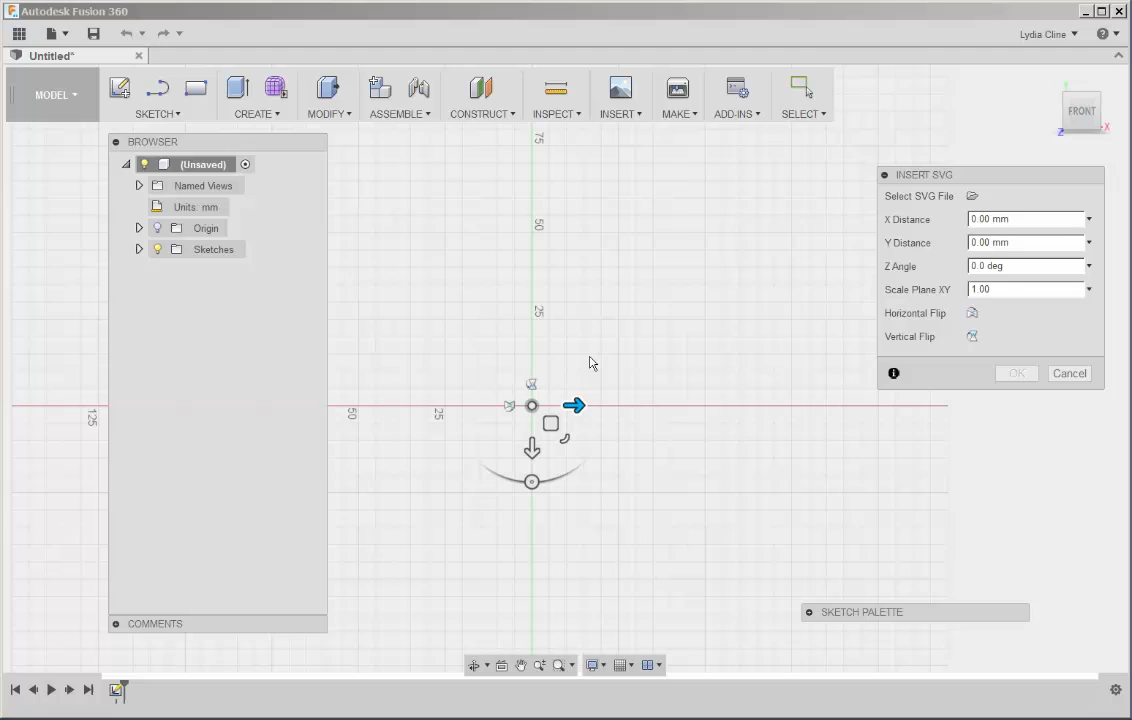 Autodesk Fusion 360
Lydia Cline
Untitled*
MODEL
SKETCH
CREATE
MODIFY
ASSEMBLE
CONSTRUCT
INSPECT
INSERT
MAKE
ADD-INS
SELECT
FRONT
X
Z
BROWSER
(Unsaved)
Named Views
Units: mm
Origin
Sketches
COMMENTS
75
50
25
125
50
25
INSERT SVG
Select SVG File
X Distance 0.00 mm
Y Distance 0.00 mm
Z Angle 0.0 deg
Scale Plane XY 1.00
Horizontal Flip
Vertical Flip
OK Cancel
SKETCH PALETTE